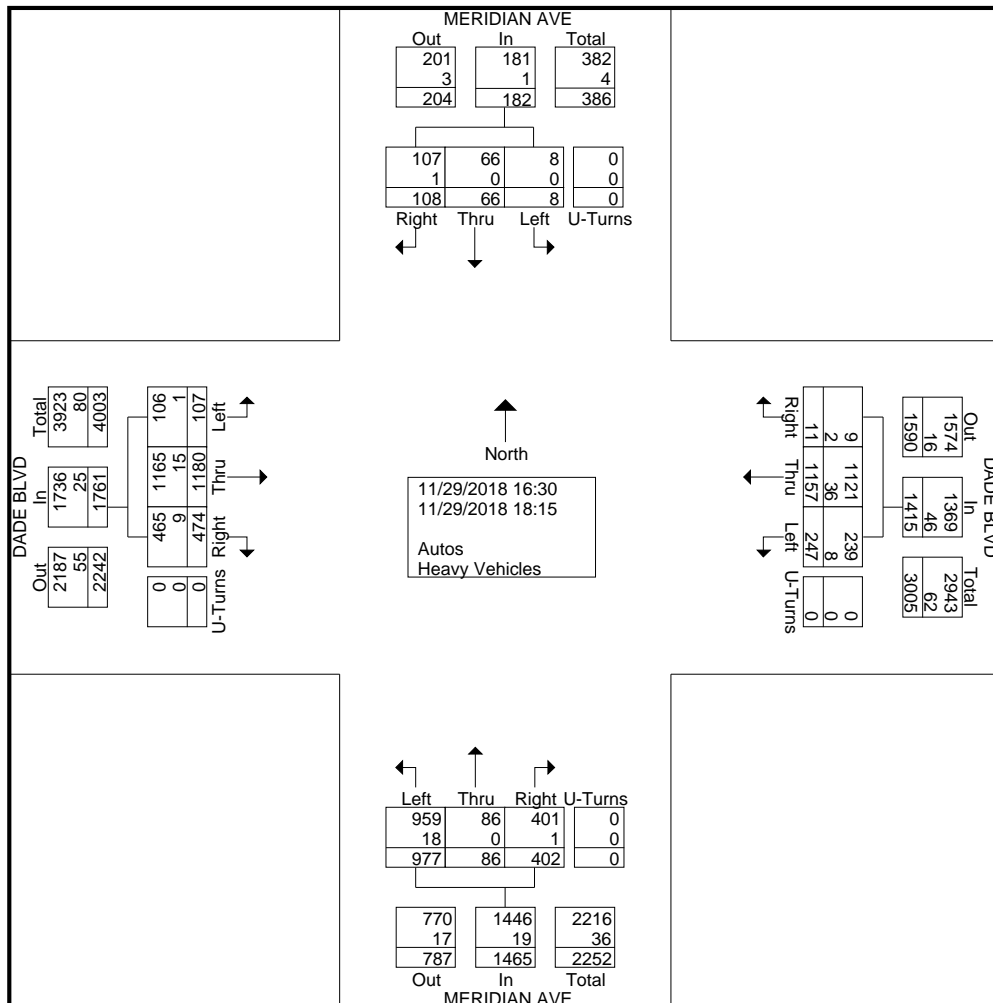 MERIDIAN AVE
Out In Total
201 181 382
3 1 4
204 182 386
107 66 8 0
1 0 0 0
108 66 8 0
Right Thru Left U-Turns
DADE BLVD
Total In Out
3923 1736 2187
80 25 55
4003 1761 2242
106 1165 465 0
1 15 9 0
107 1180 474 0
Left Thru Right U-Turns
North
11/29/2018 16:30
11/29/2018 18:15
Autos
Heavy Vehicles
DADE BLVD
Out In Total
1574 1369 2943
16 46 62
1590 1415 3005
9 1121 239 0
2 36 8 0
11 1157 247 0
Right Thru Left U-Turns
Left Thru Right U-Turns
959 86 401 0
18 0 1 0
977 86 402 0
770 1446 2216
17 19 36
787 1465 2252
Out In Total
MERIDIAN AVE